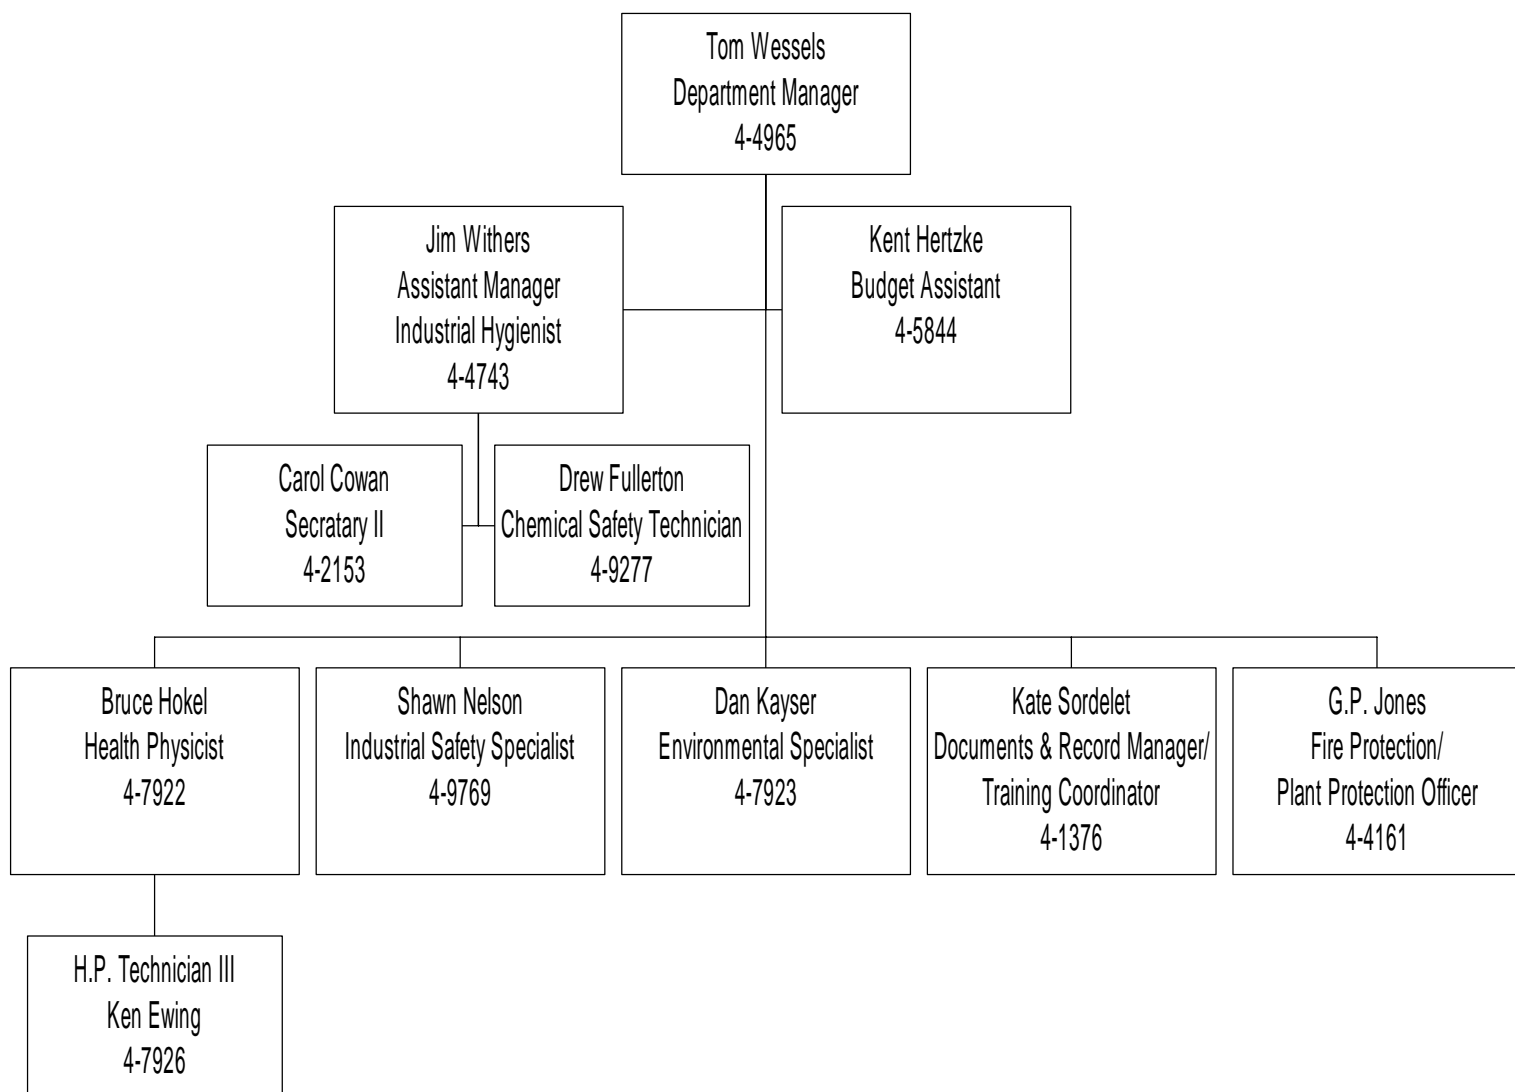 Tom Wessels
Department Manager
4-4965
Jim Withers
Assistant Manager
Industrial Hygienist
4-4743
Kent Hertzke
Budget Assistant
4-5844
Carol Cowan
Secratary II
4-2153
Drew Fullerton
Chemical Safety Technician
4-9277
Bruce Hokel
Health Physicist
4-7922
Shawn Nelson
Industrial Safety Specialist
4-9769
Dan Kayser
Environmental Specialist
4-7923
Kate Sordelet
Documents & Record Manager/
Training Coordinator
4-1376
G.P. Jones
Fire Protection/
Plant Protection Officer
4-4161
H.P. Technician III
Ken Ewing
4-7926